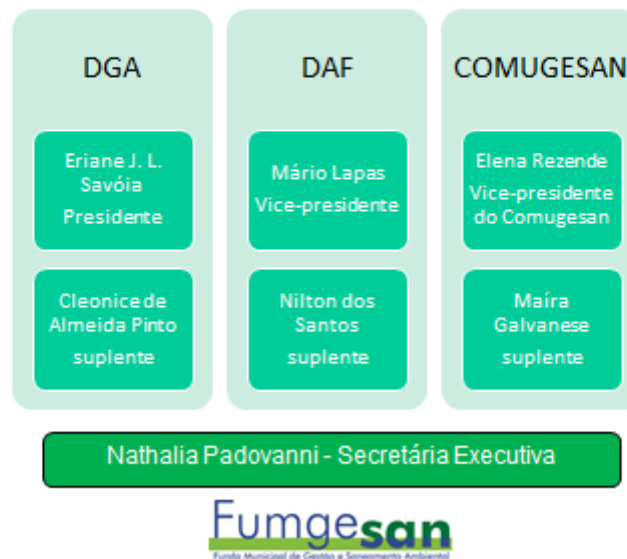 DGA
Eriane J. L.
Savóia
Presidente
Cleonice de
Almeida Pinto
suplente
DAF
Mário Lapas
Vice-presidente
Nilton dos
Santos
suplente
COMUGESAN
Elena Rezende
Vice-presidente
do Comugesan
Maíra
Galvanese
suplente
Nathalia Padovanni - Secretária Executiva
Fumgesan
Fundo Municipal de Gestão e Saneamento Ambiental